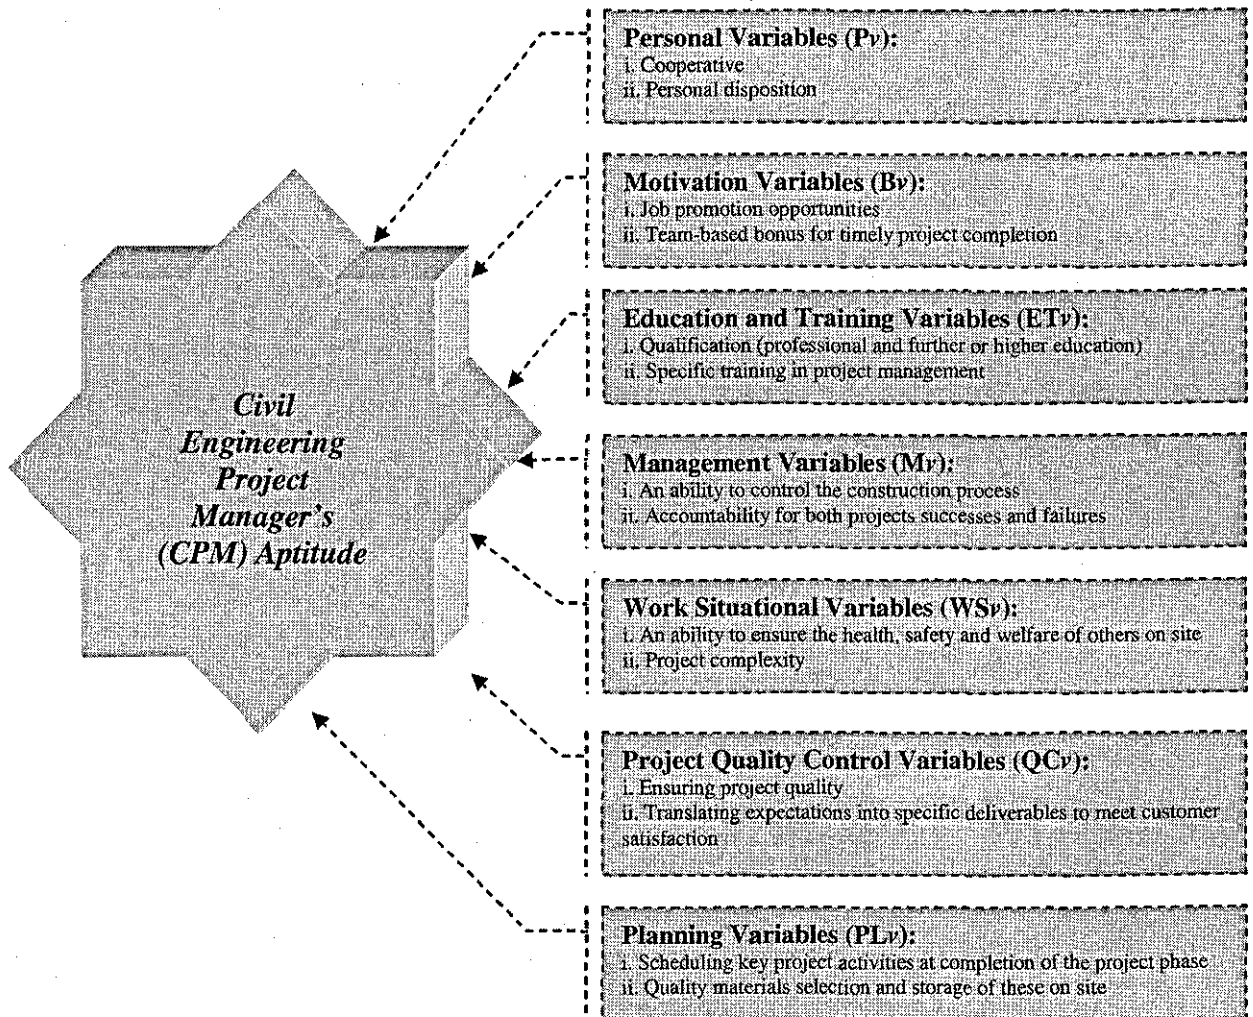 Civil
Engineering
Project
Manager's
(CPM) Aptitude
Personal Variables (Pv):
i. Cooperative
ii. Personal disposition
Motivation Variables (Bv):
i. Job promotion opportunities
ii. Team-based bonus for timely project completion
Education and Training Variables (ETv):
i. Qualification (professional and further or higher education)
ii. Specific training in project management
Management Variables (Mv):
i. An ability to control the construction process
ii. Accountability for both projects successes and failures
Work Situational Variables (WSv):
i. An ability to ensure the health, safety and welfare of others on site
ii. Project complexity
Project Quality Control Variables (QCv):
i. Ensuring project quality
ii. Translating expectations into specific deliverables to meet customer
satisfaction
Planning Variables (PLv):
i. Scheduling key project activities at completion of the project phase
ii. Quality materials selection and storage of these on site